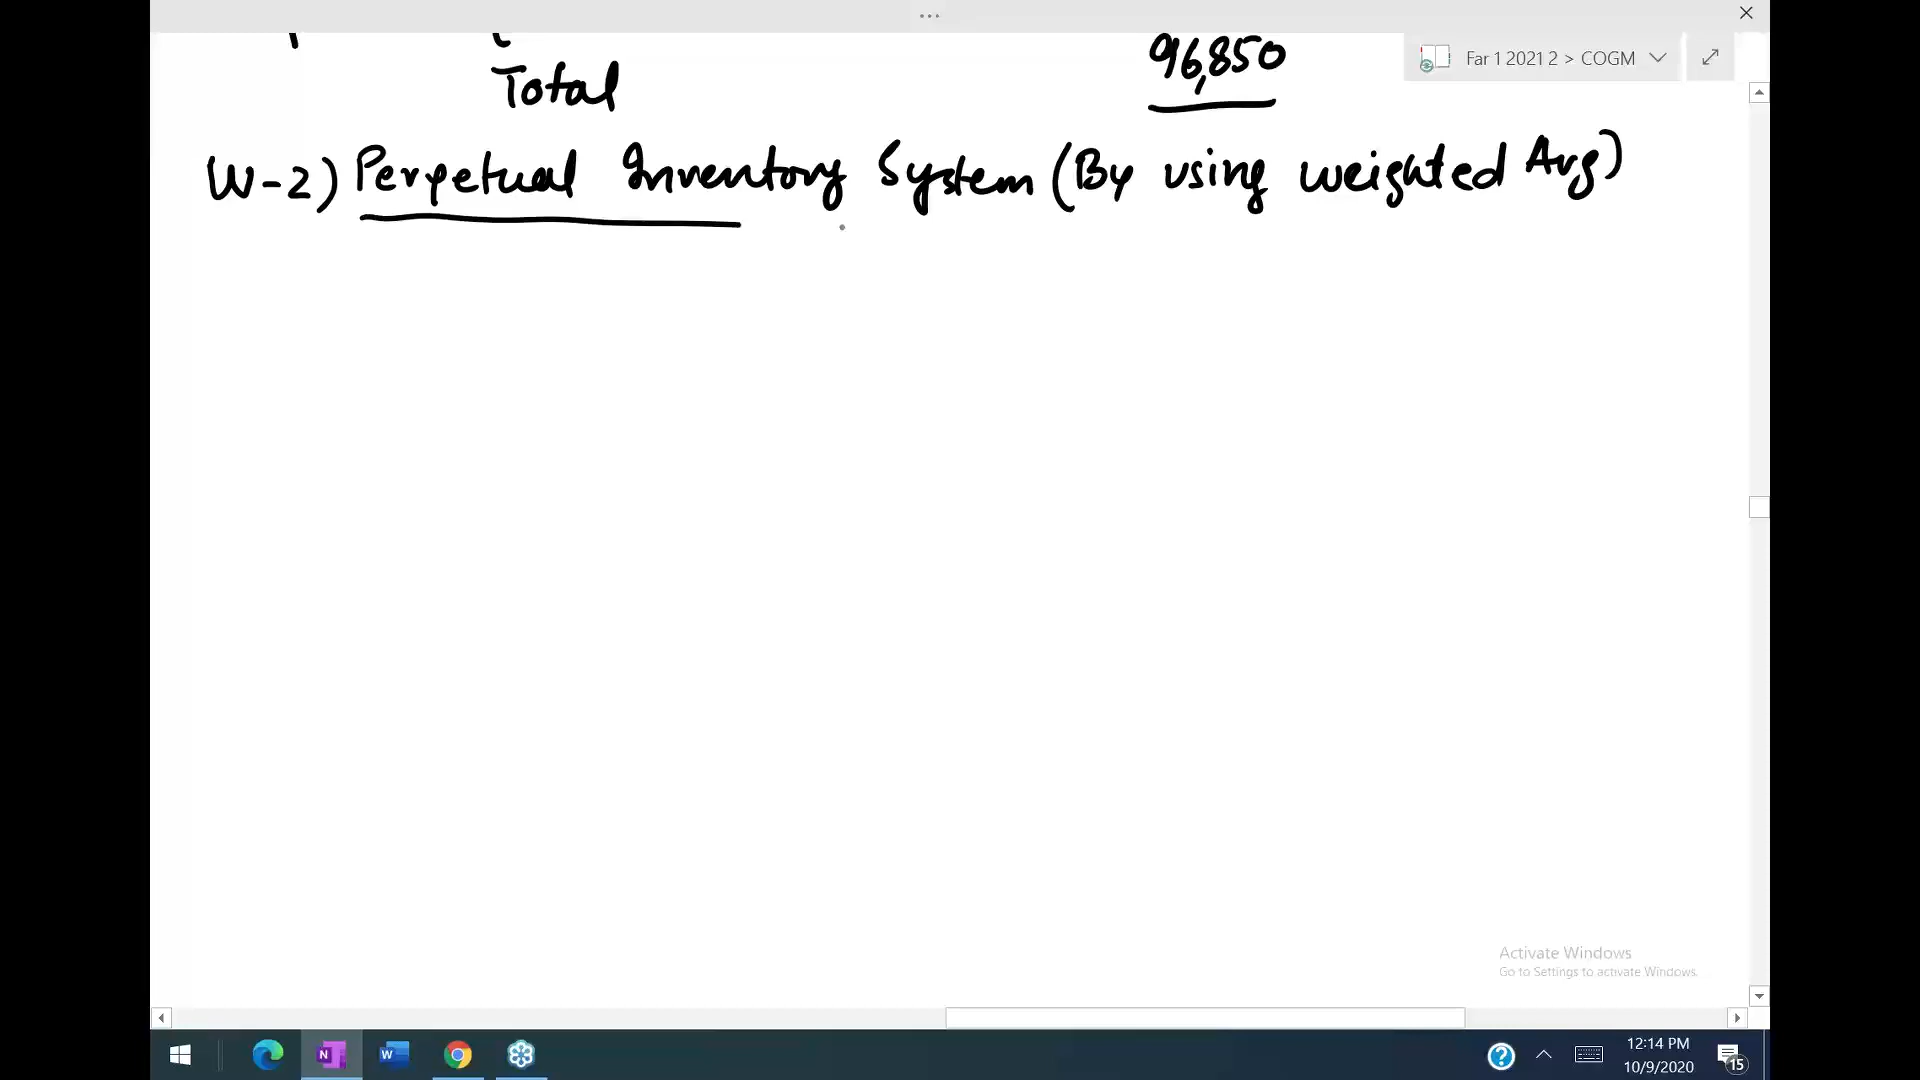 96,850
Total
Far 1 2021 2 > COGM
W-2) Perpetual Inventory System (By using weighted Avg)
Activate Windows
Go to Settings to activate Windows.
12:14 PM
10/9/2020
15